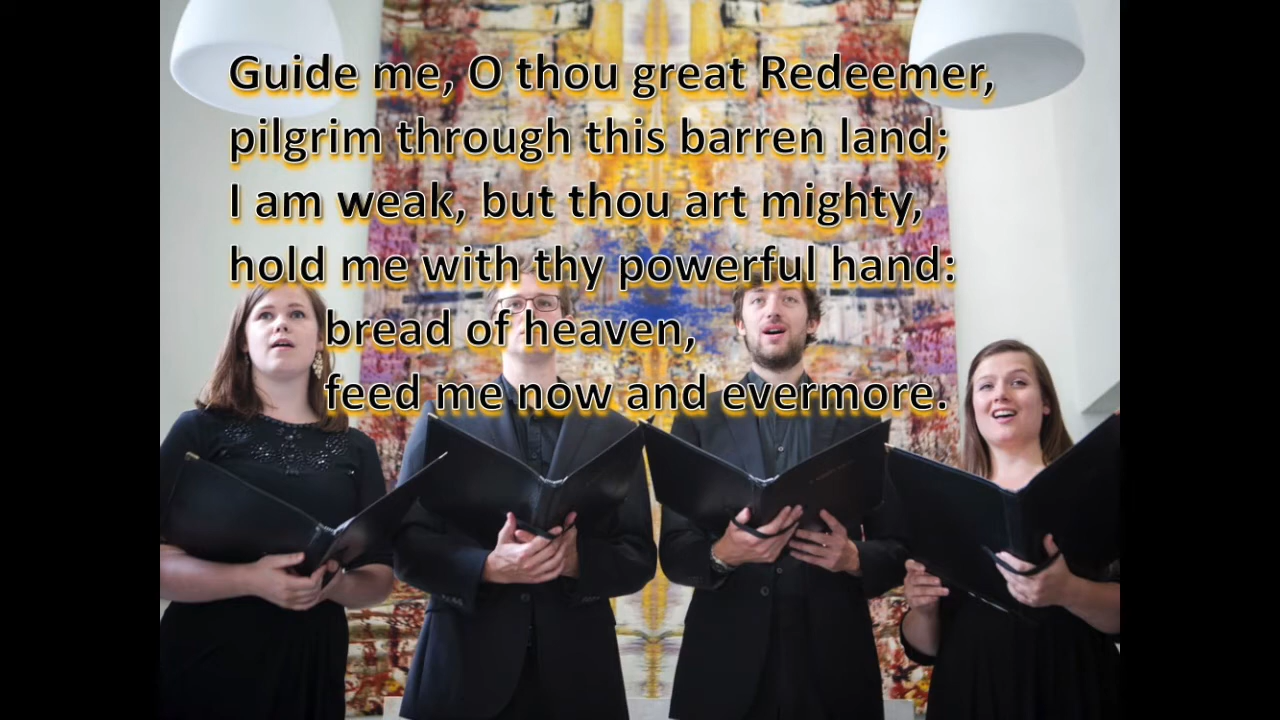 Guide me, O thou great Redeemer,
pilgrim through this barren land;
I am weak, but thou art mighty,
hold me with thy powerful hand:
bread of heaven,
feed me now and evermore.